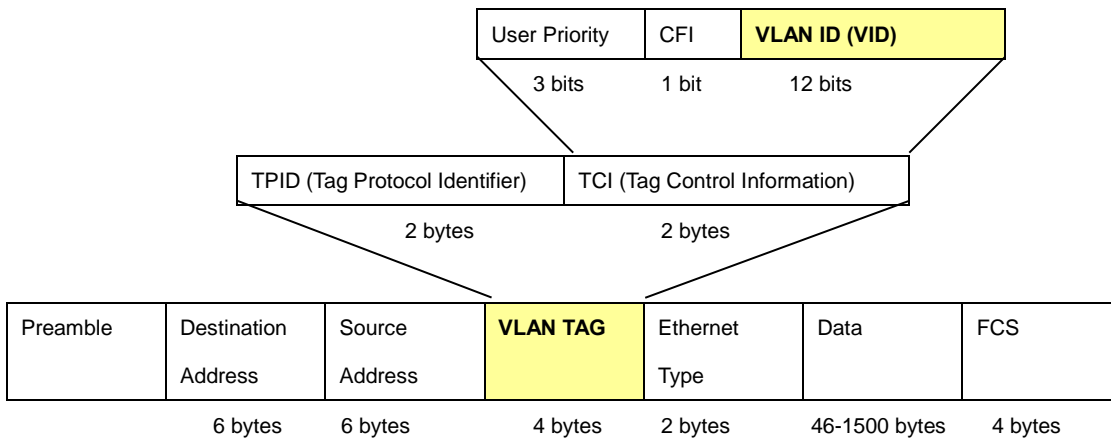 User Priority CFI VLAN ID (VID)
3 bits 1 bit 12 bits
TPID (Tag Protocol Identifier) TCI (Tag Control Information)
2 bytes 2 bytes
Preamble Destination Address Source Address VLAN TAG Ethernet Type Data FCS
6 bytes 6 bytes 4 bytes 2 bytes 46-1500 bytes 4 bytes